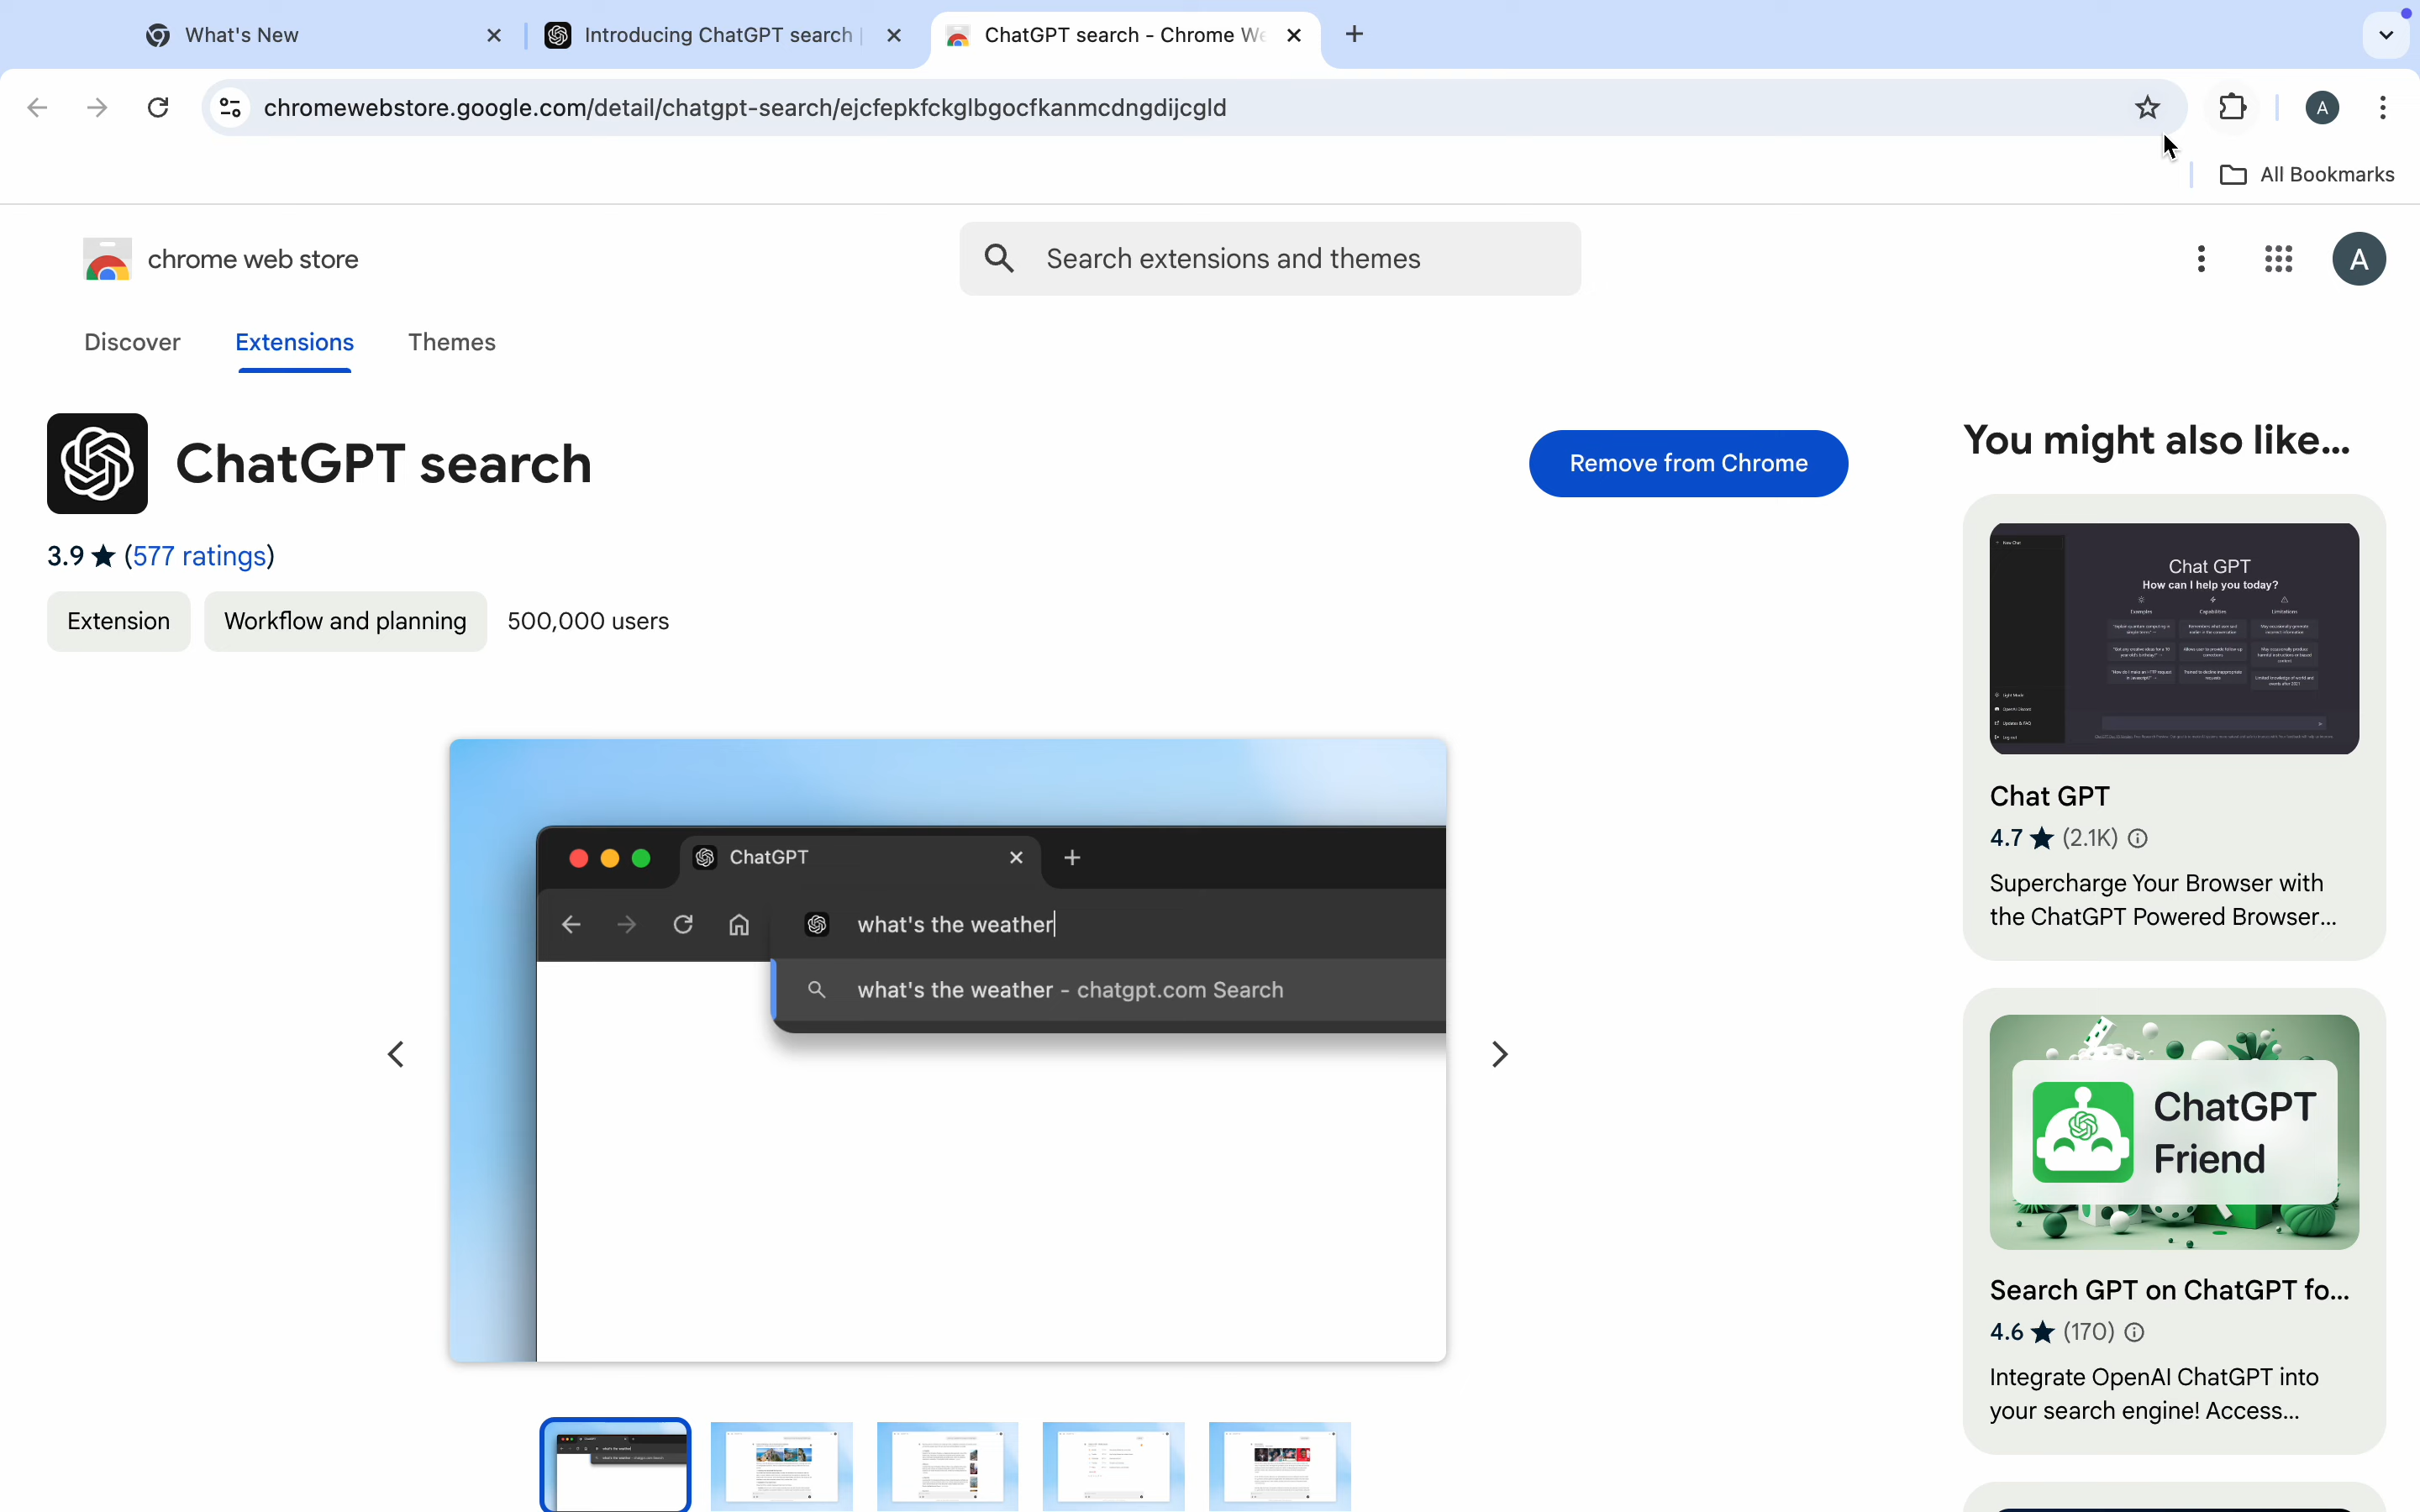 What's New
Introducing ChatGPT search
ChatGPT search - Chrome We
chromewebstore.google.com/detail/chatgpt-search/ejcfepkfckglbgocfkanmcdngdijcgld
A
All Bookmarks
chrome web store
Search extensions and themes
A
Discover
Extensions
Themes
ChatGPT search
Remove from Chrome
3.9 ★ (577 ratings)
Extension
Workflow and planning
500,000 users
ChatGPT
what's the weather
what's the weather - chatgpt.com Search
You might also like...
Chat GPT
How can I help you today?
Examples
Capabilities
Limitations
Chat GPT
4.7 ★ (2.1K)
Supercharge Your Browser with
the ChatGPT Powered Browser...
ChatGPT
Friend
Search GPT on ChatGPT fo...
4.6 ★ (170)
Integrate OpenAI ChatGPT into
your search engine! Access...